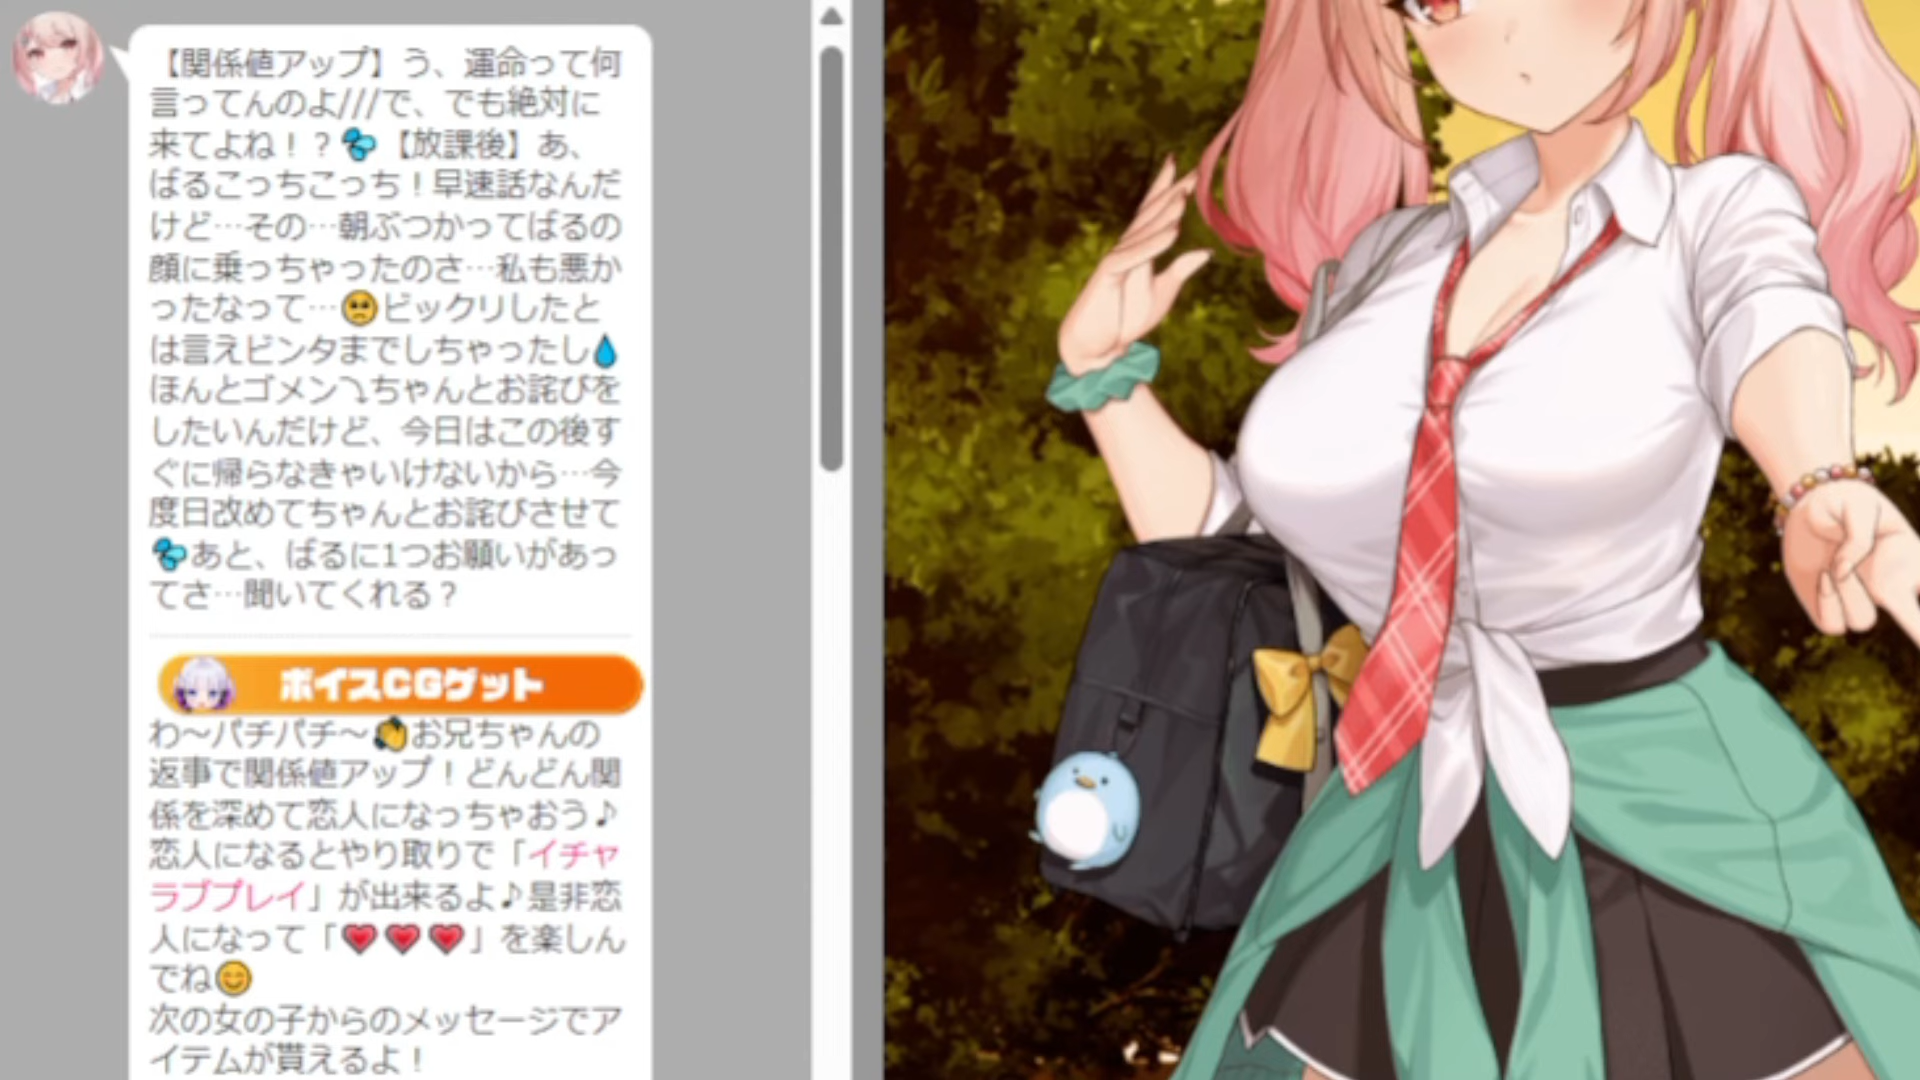 【関係値アップ】う、運命って何
言ってんのよ///で、でも絶対に
来てよね！？💦【放課後】あ、
ぱるこっちこっち！早速話なんだ
けど…その…朝ぶつかってぱるの
顔に乗っちゃったのさ…私も悪か
ったなって…🥺ビックリしたと
は言えビンタまでしちゃったし💧
ほんとゴメン⤵ちゃんとお詫びを
したいんだけど、今日はこの後す
ぐに帰らなきゃいけないから…今
度日改めてちゃんとお詫びさせて
💦あと、ぱるに1つお願いがあっ
てさ…聞いてくれる？
ボイスCGゲット
わ～パチパチ～👏お兄ちゃんの
返事で関係値アップ！どんどん関
係を深めて恋人になっちゃおう♪
恋人になるとやり取りで「イチャ
ラブプレイ」が出来るよ♪是非恋
人になって「❤❤❤」を楽しん
でね😊
次の女の子からのメッセージでア
イテムが貰えるよ！